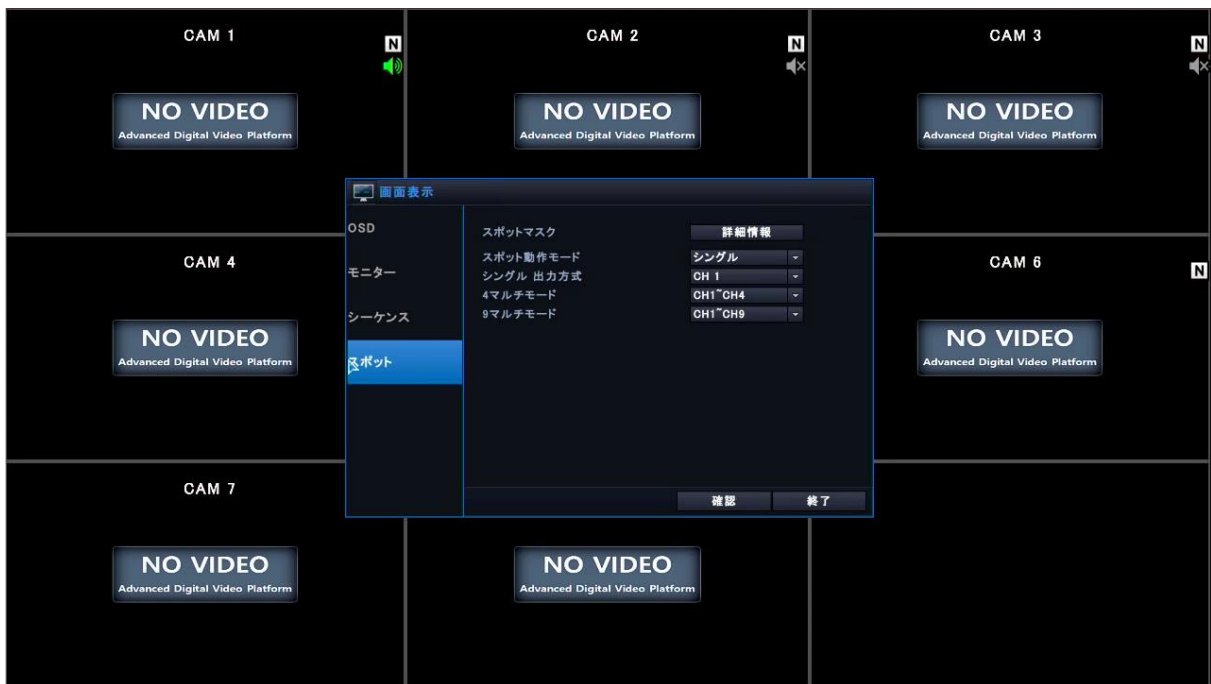 CAM 1
N
CAM 2
N
CAM 3
N
NO VIDEO
Advanced Digital Video Platform
NO VIDEO
Advanced Digital Video Platform
NO VIDEO
Advanced Digital Video Platform
画面表示
OSD
モニター
シーケンス
スポット
スポットマスク
詳細情報
スポット動作モード
シングル
シングル 出力方式
CH 1
4マルチモード
CH1~CH4
9マルチモード
CH1~CH9
確認
終了
CAM 4
CAM 6
N
NO VIDEO
Advanced Digital Video Platform
NO VIDEO
Advanced Digital Video Platform
CAM 7
NO VIDEO
Advanced Digital Video Platform
NO VIDEO
Advanced Digital Video Platform